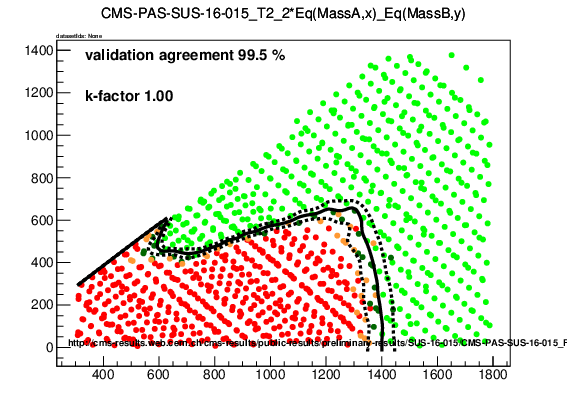 CMS-PAS-SUS-16-015_T2_2*Eq(MassA,x)_Eq(MassB,y)
datasetIds: None
validation agreement 99.5 %
k-factor 1.00
1400
1200
1000
800
600
400
200
0
http://cms-results.web.cern.ch/cms-results/public-results/preliminary-results/SUS-16-015/CMS-PAS-SUS-16-015_F
400 600 800 1000 1200 1400 1600 1800